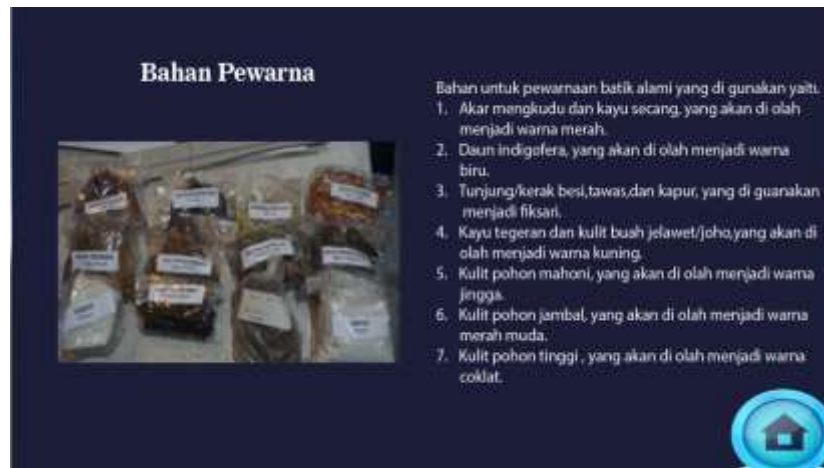 Bahan Pewarna
Bahan untuk pewarnaan batik alami yang di gunakan yaitu.
1. Akar mengkudu dan kayu secang, yang akan di olah
menjadi warna merah.
2. Daun indigofera, yang akan di olah menjadi warna
biru.
3. Tunjung/kerak besi,tawas,dan kapur, yang di guanakan
menjadi fiksari.
4. Kayu tegeran dan kulit buah jelawet/joho,yang akan di
olah menjadi warna kuning.
5. Kulit pohon mahoni, yang akan di olah menjadi warna
jingga.
6. Kulit pohon jambal, yang akan di olah menjadi warna
merah muda.
7. Kulit pohon tinggi , yang akan di olah menjadi warna
coklat.